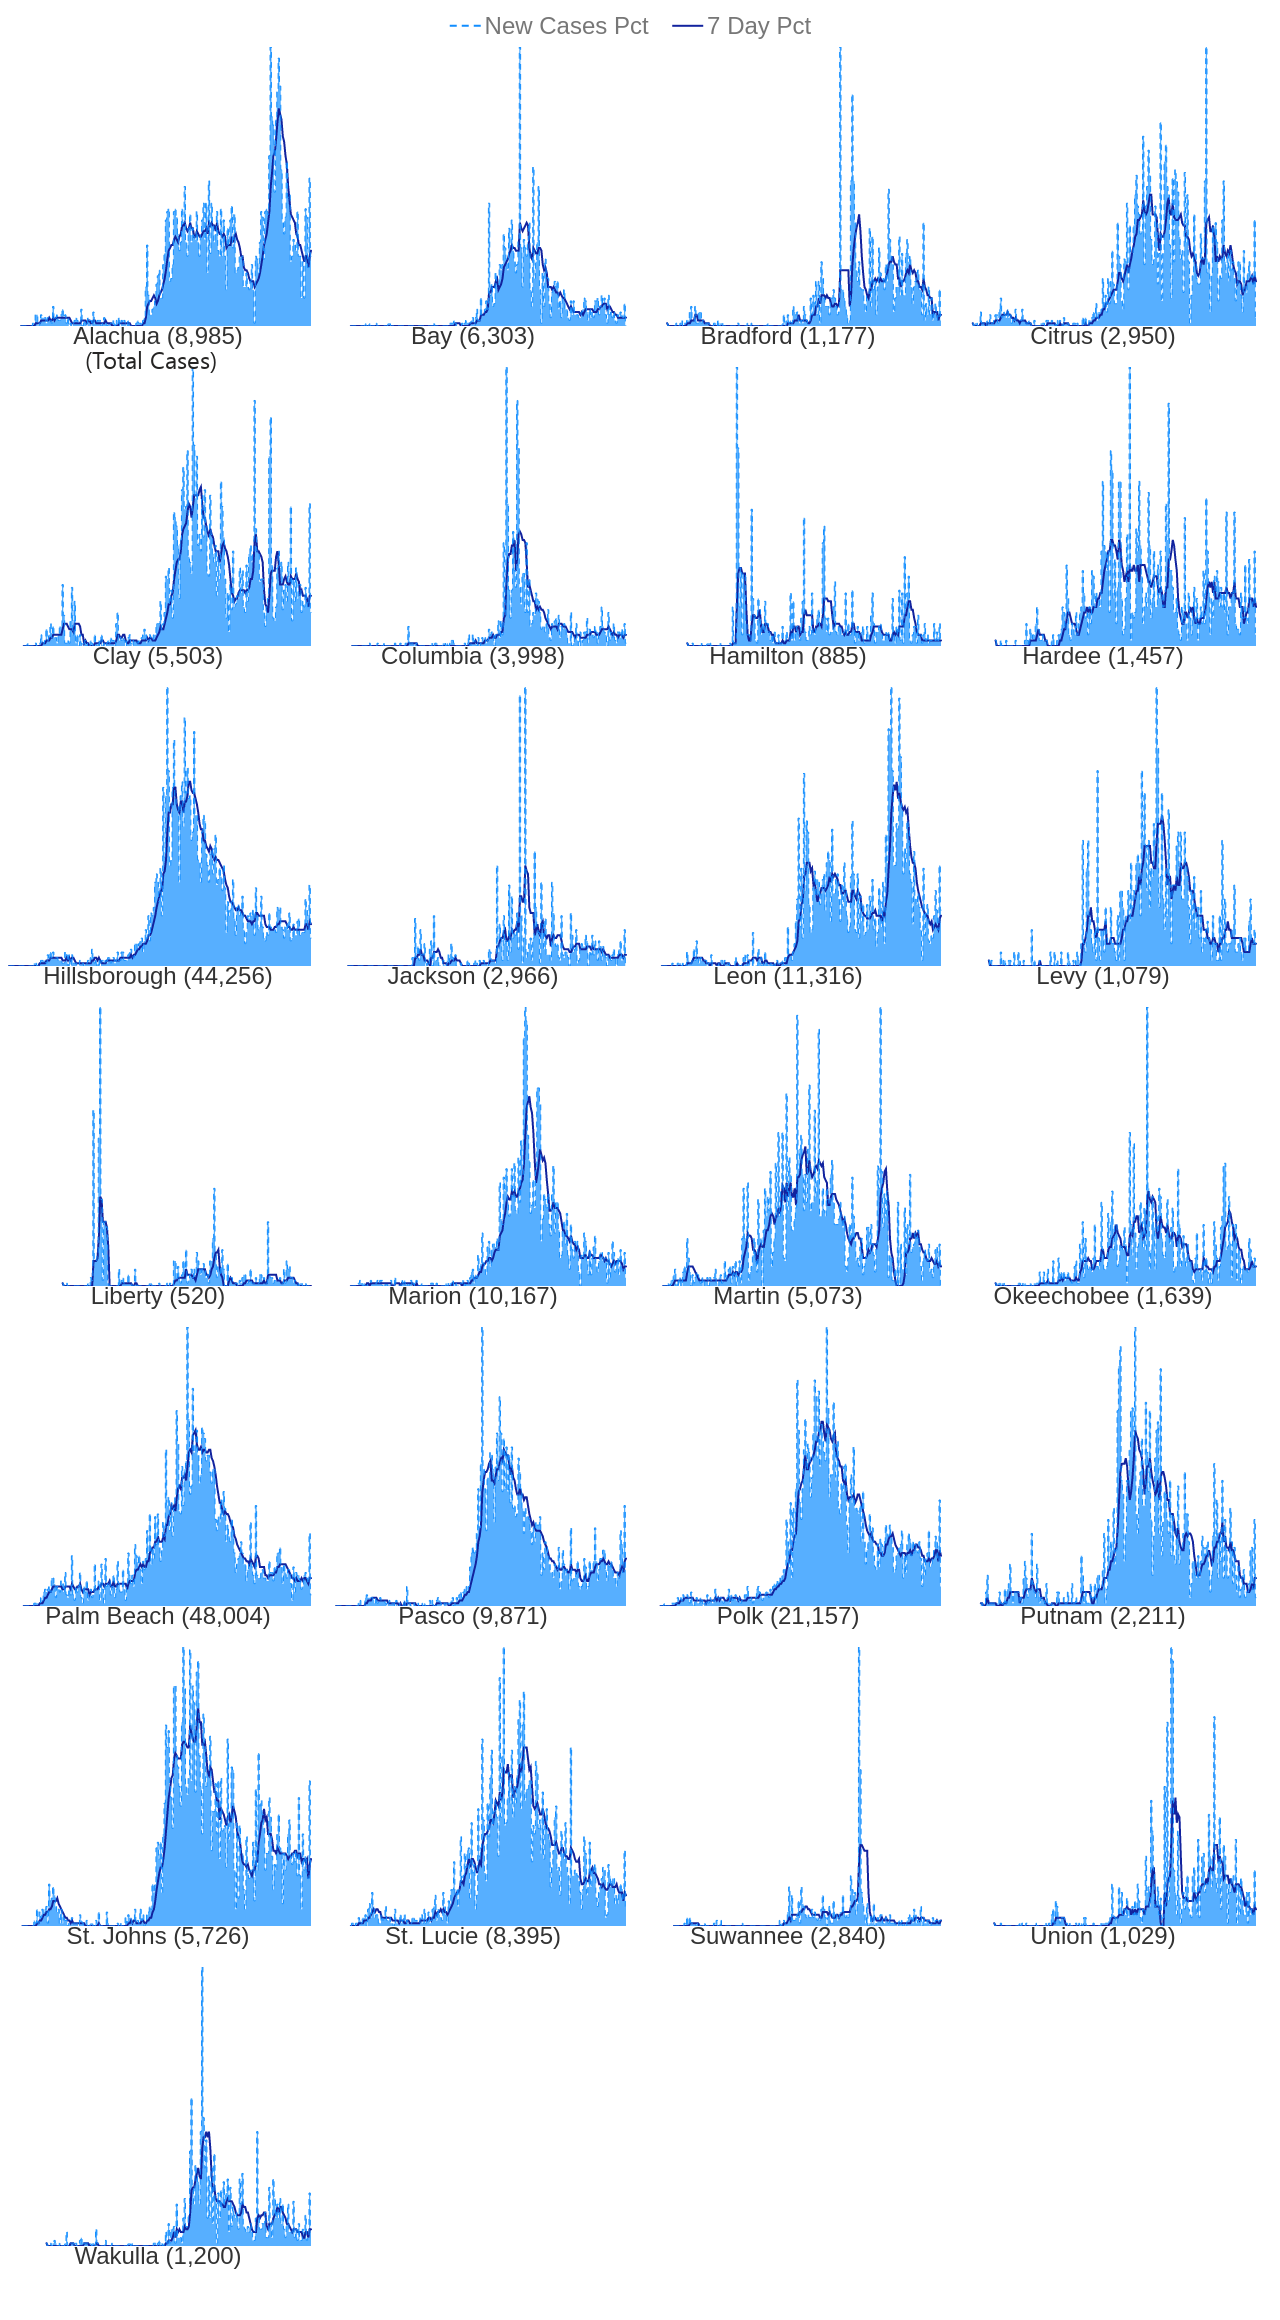 New Cases Pct 7 Day Pct
Alachua (8,985) Bay (6,303) Bradford (1,177) Citrus (2,950)
(Total Cases)
Clay (5,503) Columbia (3,998) Hamilton (885) Hardee (1,457)
Hillsborough (44,256) Jackson (2,966) Leon (11,316) Levy (1,079)
Liberty (520) Marion (10,167) Martin (5,073) Okeechobee (1,639)
Palm Beach (48,004) Pasco (9,871) Polk (21,157) Putnam (2,211)
St. Johns (5,726) St. Lucie (8,395) Suwannee (2,840) Union (1,029)
Wakulla (1,200)